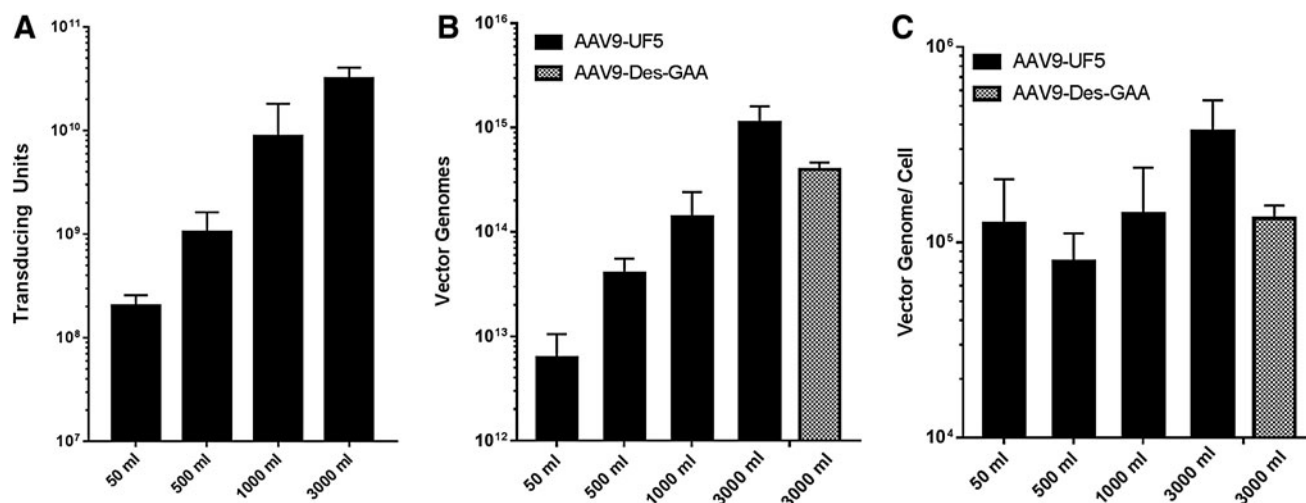 A
Transducing Units
10¹¹
10¹⁰
10⁹
10⁸
10⁷
50 ml
500 ml
1000 ml
3000 ml
B
AAV9-UF5
AAV9-Des-GAA
Vector Genomes
10¹⁶
10¹⁵
10¹⁴
10¹³
10¹²
50 ml
500 ml
1000 ml
3000 ml
3000 ml
C
AAV9-UF5
AAV9-Des-GAA
Vector Genome/ Cell
10⁶
10⁵
10⁴
50 ml
500 ml
1000 ml
3000 ml
3000 ml